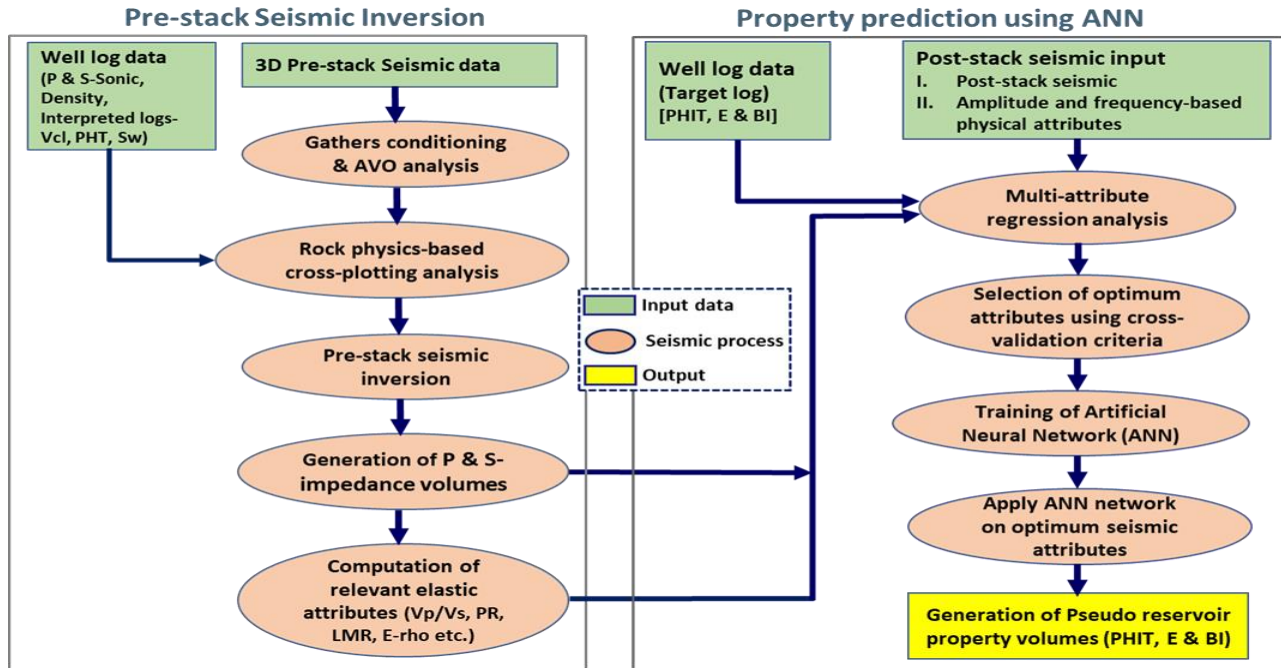 Pre-stack Seismic Inversion
Well log data
(P & S-Sonic,
Density,
Interpreted logs-
Vcl, PHT, Sw)
3D Pre-stack Seismic data
Gathers conditioning
& AVO analysis
Rock physics-based
cross-plotting analysis
Pre-stack seismic
inversion
Generation of P & S-
impedance volumes
Computation of
relevant elastic
attributes (Vp/Vs, PR,
LMR, E-rho etc.)
Input data
Seismic process
Output
Property prediction using ANN
Well log data
(Target log)
[PHIT, E & BI]
Post-stack seismic input
I. Post-stack seismic
II. Amplitude and frequency-based
physical attributes
Multi-attribute
regression analysis
Selection of optimum
attributes using cross-
validation criteria
Training of Artificial
Neural Network (ANN)
Apply ANN network
on optimum seismic
attributes
Generation of Pseudo reservoir
property volumes (PHIT, E & BI)